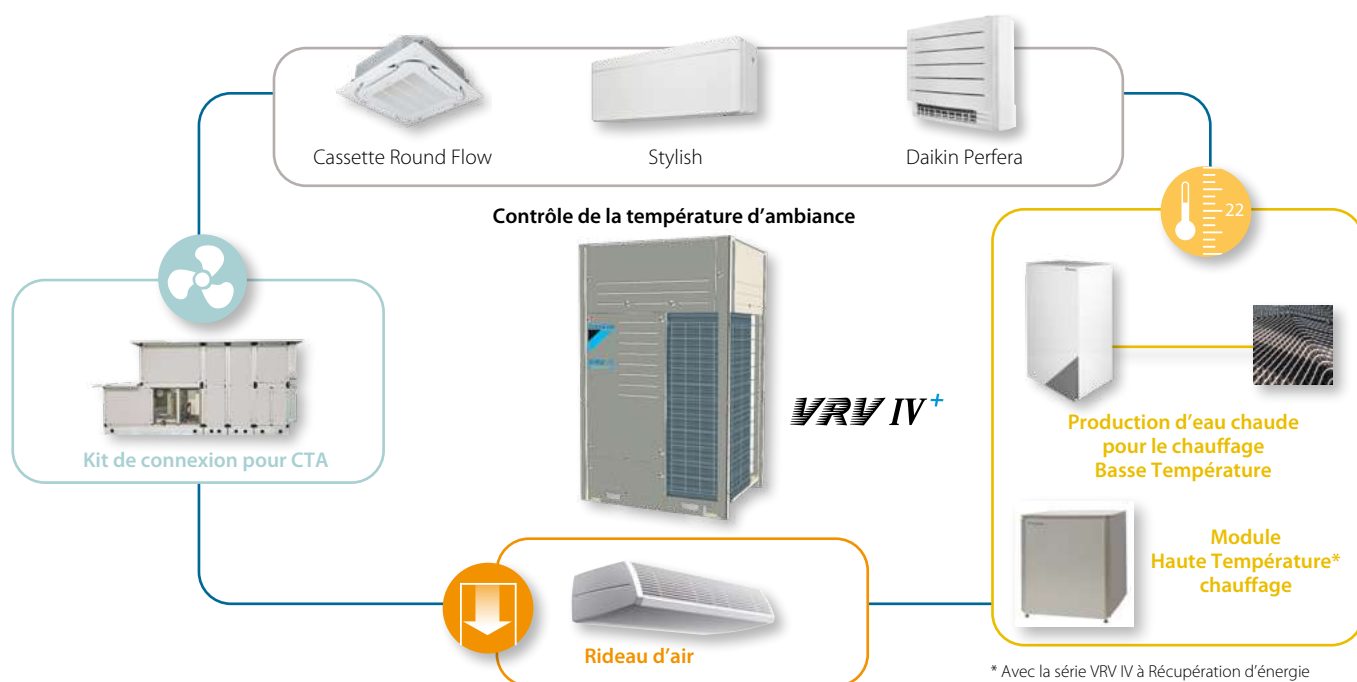 Cassette Round Flow
Stylish
Daikin Perfera
Contrôle de la température d'ambiance
22
Kit de connexion pour CTA
VRV IV+
Production d'eau chaude
pour le chauffage
Basse Température
Module
Haute Température*
chauffage
Rideau d'air
* Avec la série VRV IV à Récupération d'énergie